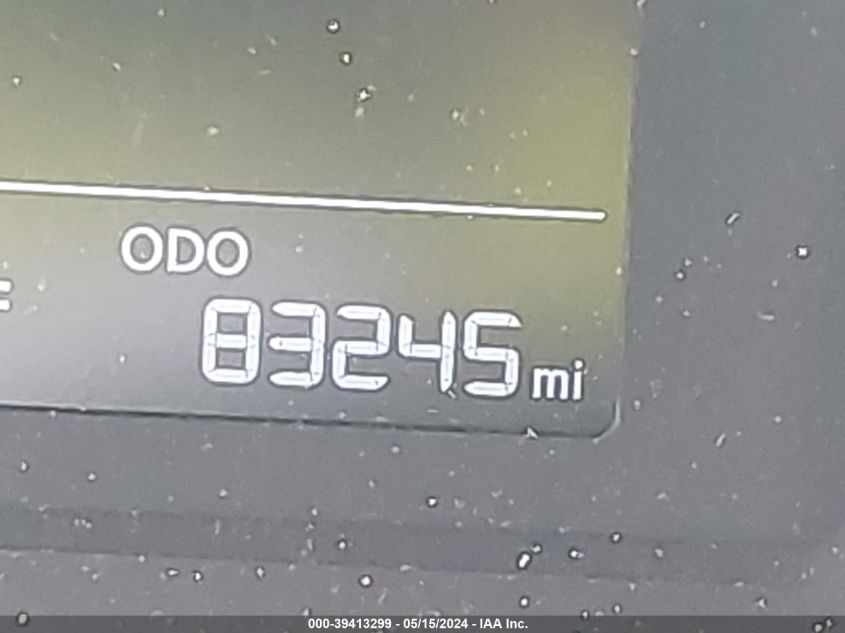 ODO
F
83245 mi
000-39413299 - 05/15/2024 - IAA Inc.